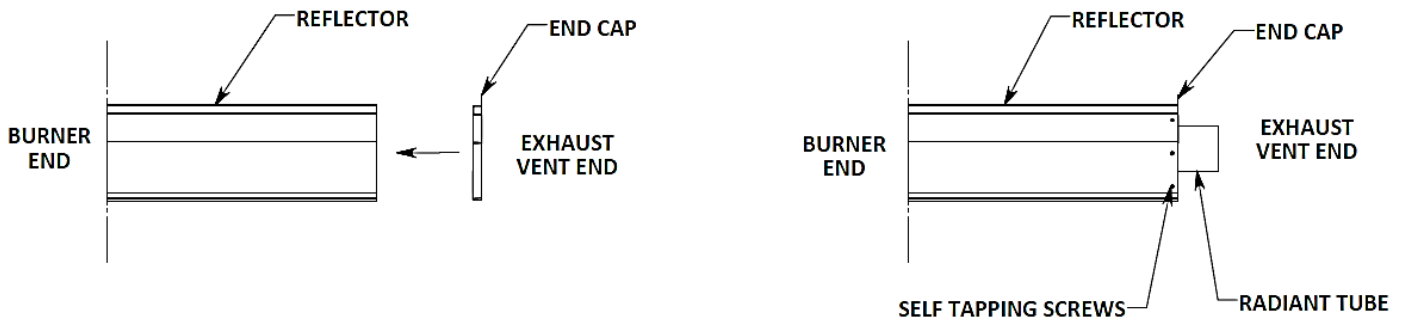 REFLECTOR
END CAP
BURNER
END
EXHAUST
VENT END
REFLECTOR
END CAP
BURNER
END
EXHAUST
VENT END
SELF TAPPING SCREWS
RADIANT TUBE